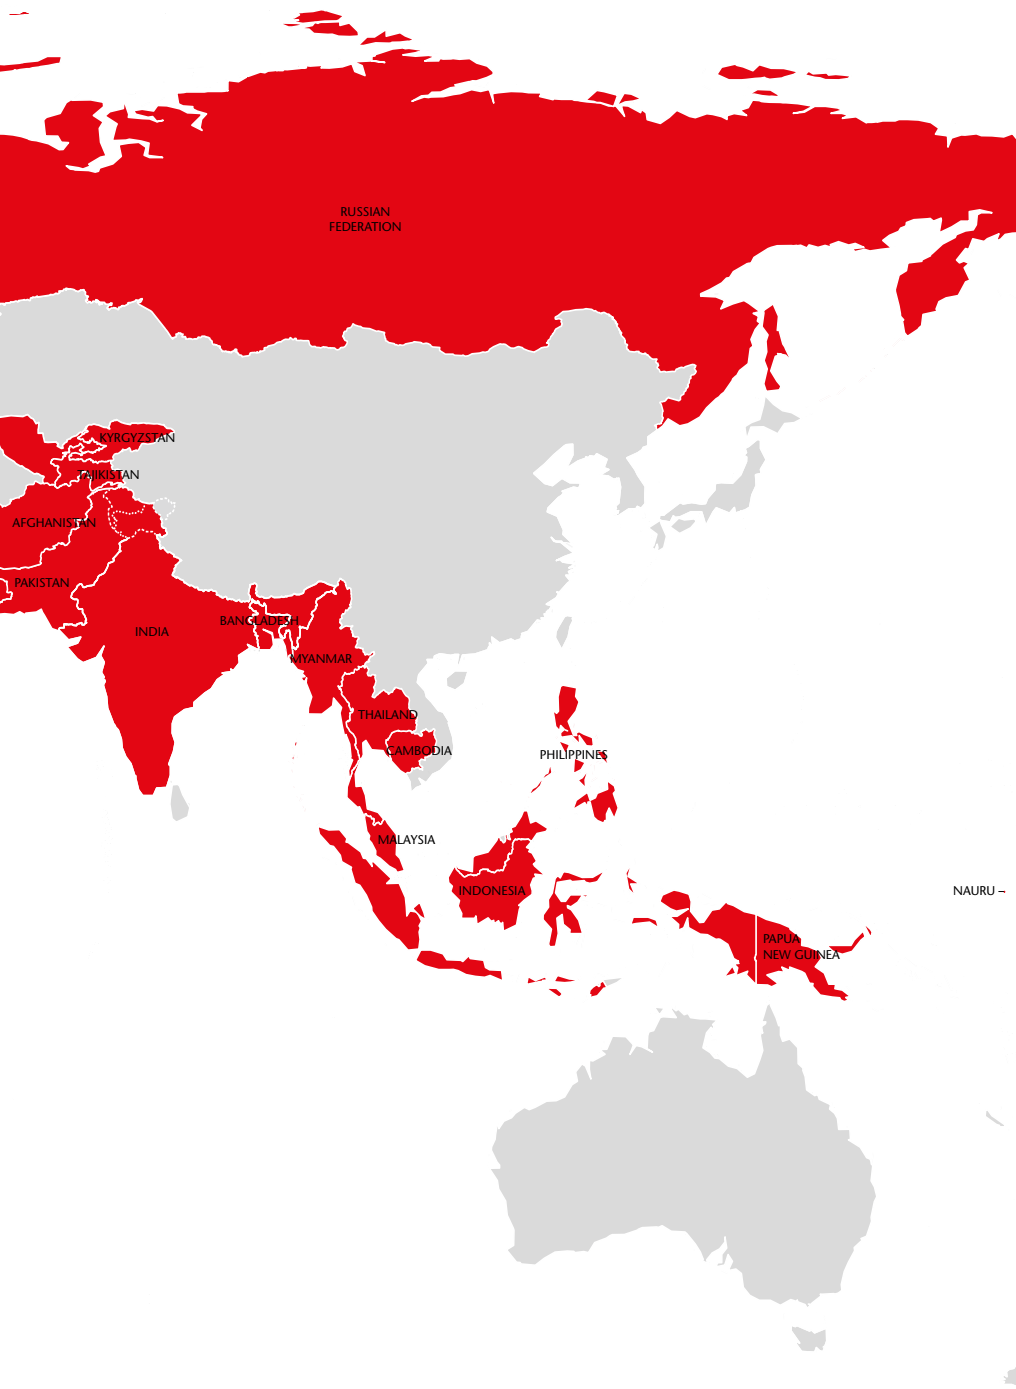 RUSSIAN
FEDERATION
KYRGYZSTAN
TAJIKISTAN
AFGHANISTAN
PAKISTAN
BANGLADESH
INDIA
MYANMAR
THAILAND
CAMBODIA
PHILIPPINES
MALAYSIA
INDONESIA
NAURU
PAPUA
NEW GUINEA